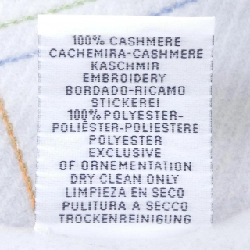 100% CASHMERE
CACHEMIRA-CASHMERE
KASCHMIR
EMBROIDERY
BORDADO-RICAMO
STICKEREI
100% POLYESTER-
POLIÉSTER-POLIESTERE
POLYESTER
EXCLUSIVE
OF ORNEMENTATION
DRY CLEAN ONLY
LIMPIEZA EN SECO
PULITURA A SECCO
TROCKENREINIGUNG